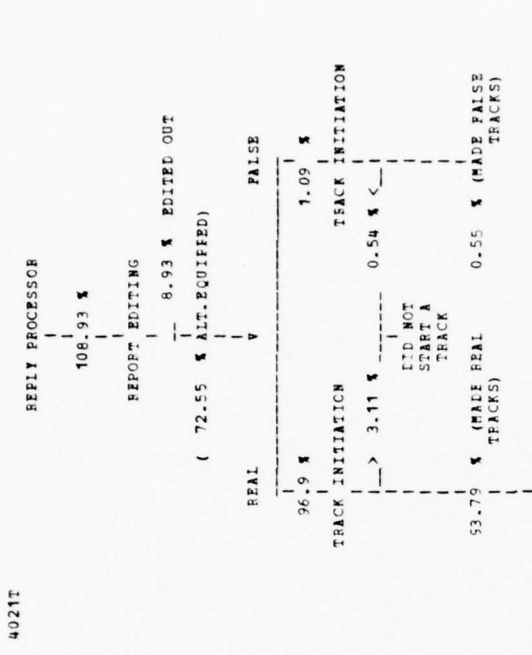 4021T
REPLY PROCESSOR
108.93 %
REPORT EDITING
8.93 % EDITED OUT
( 72.55 % ALT.EQUIPPED)
REAL FALSE
96.9 % 1.09 %
TRACK INITIATION TRACK INITIATION
3.11 % 0.54 %
DID NOT
START A
TRACK
93.79 % (MADE REAL
TRACKS)
0.55 % (MADE FALSE
TRACKS)